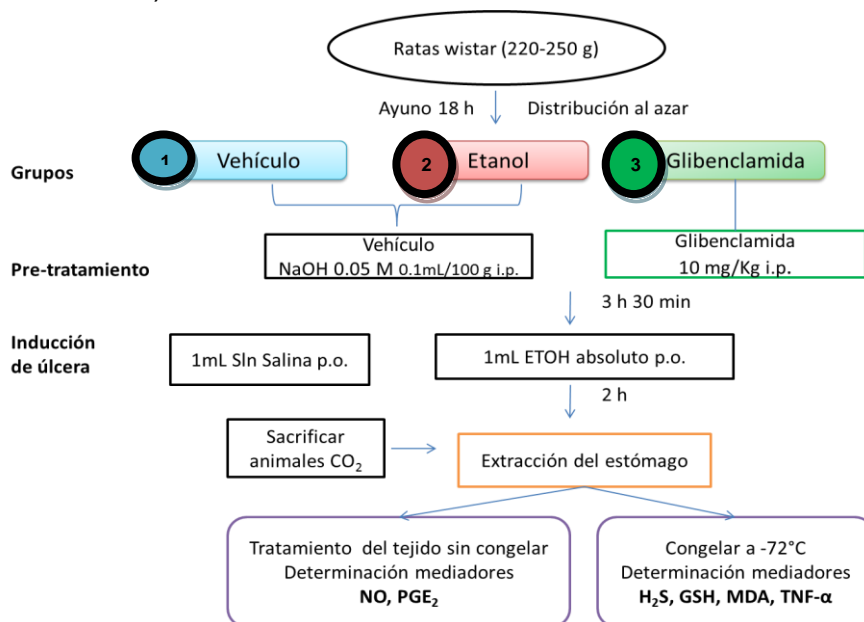 Ratas wistar (220-250 g)
Ayuno 18 h
Distribución al azar
Grupos
1
Vehículo
2
Etanol
3
Glibenclamida
Pre-tratamiento
Vehículo
NaOH 0.05 M 0.1mL/100 g i.p.
Glibenclamida
10 mg/Kg i.p.
3 h 30 min
Inducción
de úlcera
1mL Sln Salina p.o.
1mL ETOH absoluto p.o.
2 h
Sacrificar
animales CO₂
Extracción del estómago
Tratamiento del tejido sin congelar
Determinación mediadores
NO, PGE₂
Congelar a -72°C
Determinación mediadores
H₂S, GSH, MDA, TNF-α